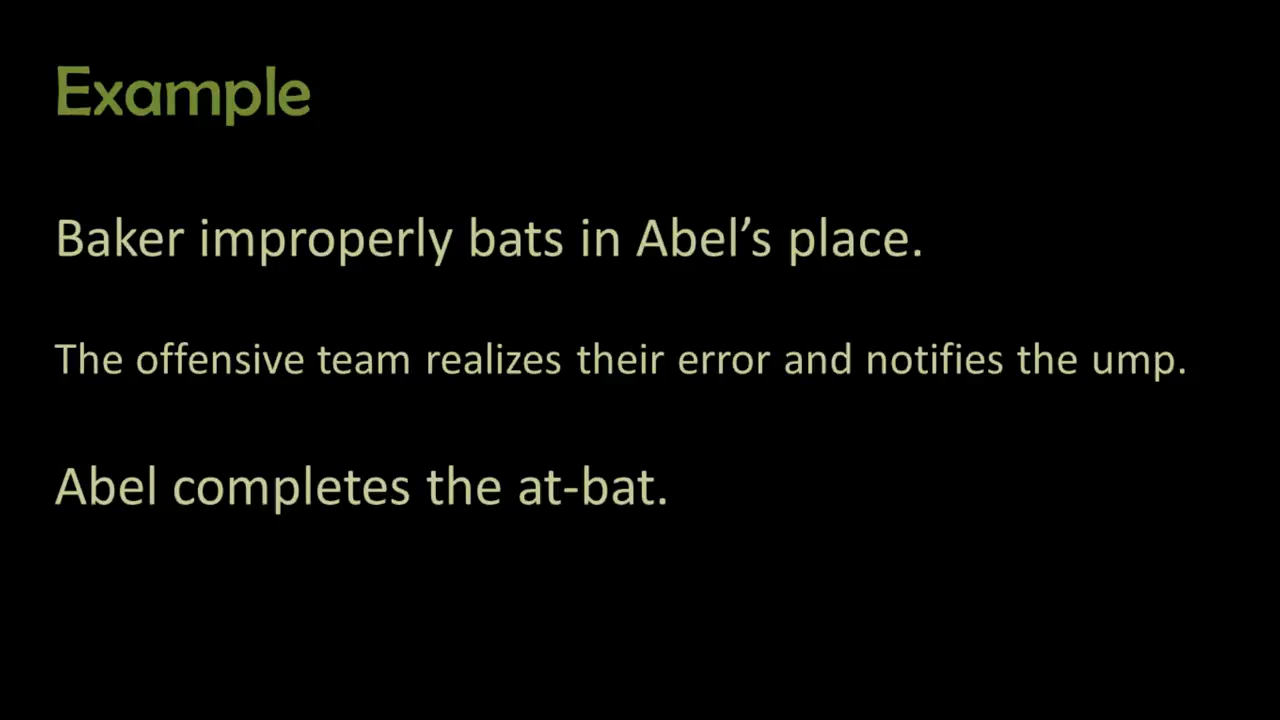 Example
Baker improperly bats in Abel’s place.
The offensive team realizes their error and notifies the ump.
Abel completes the at-bat.